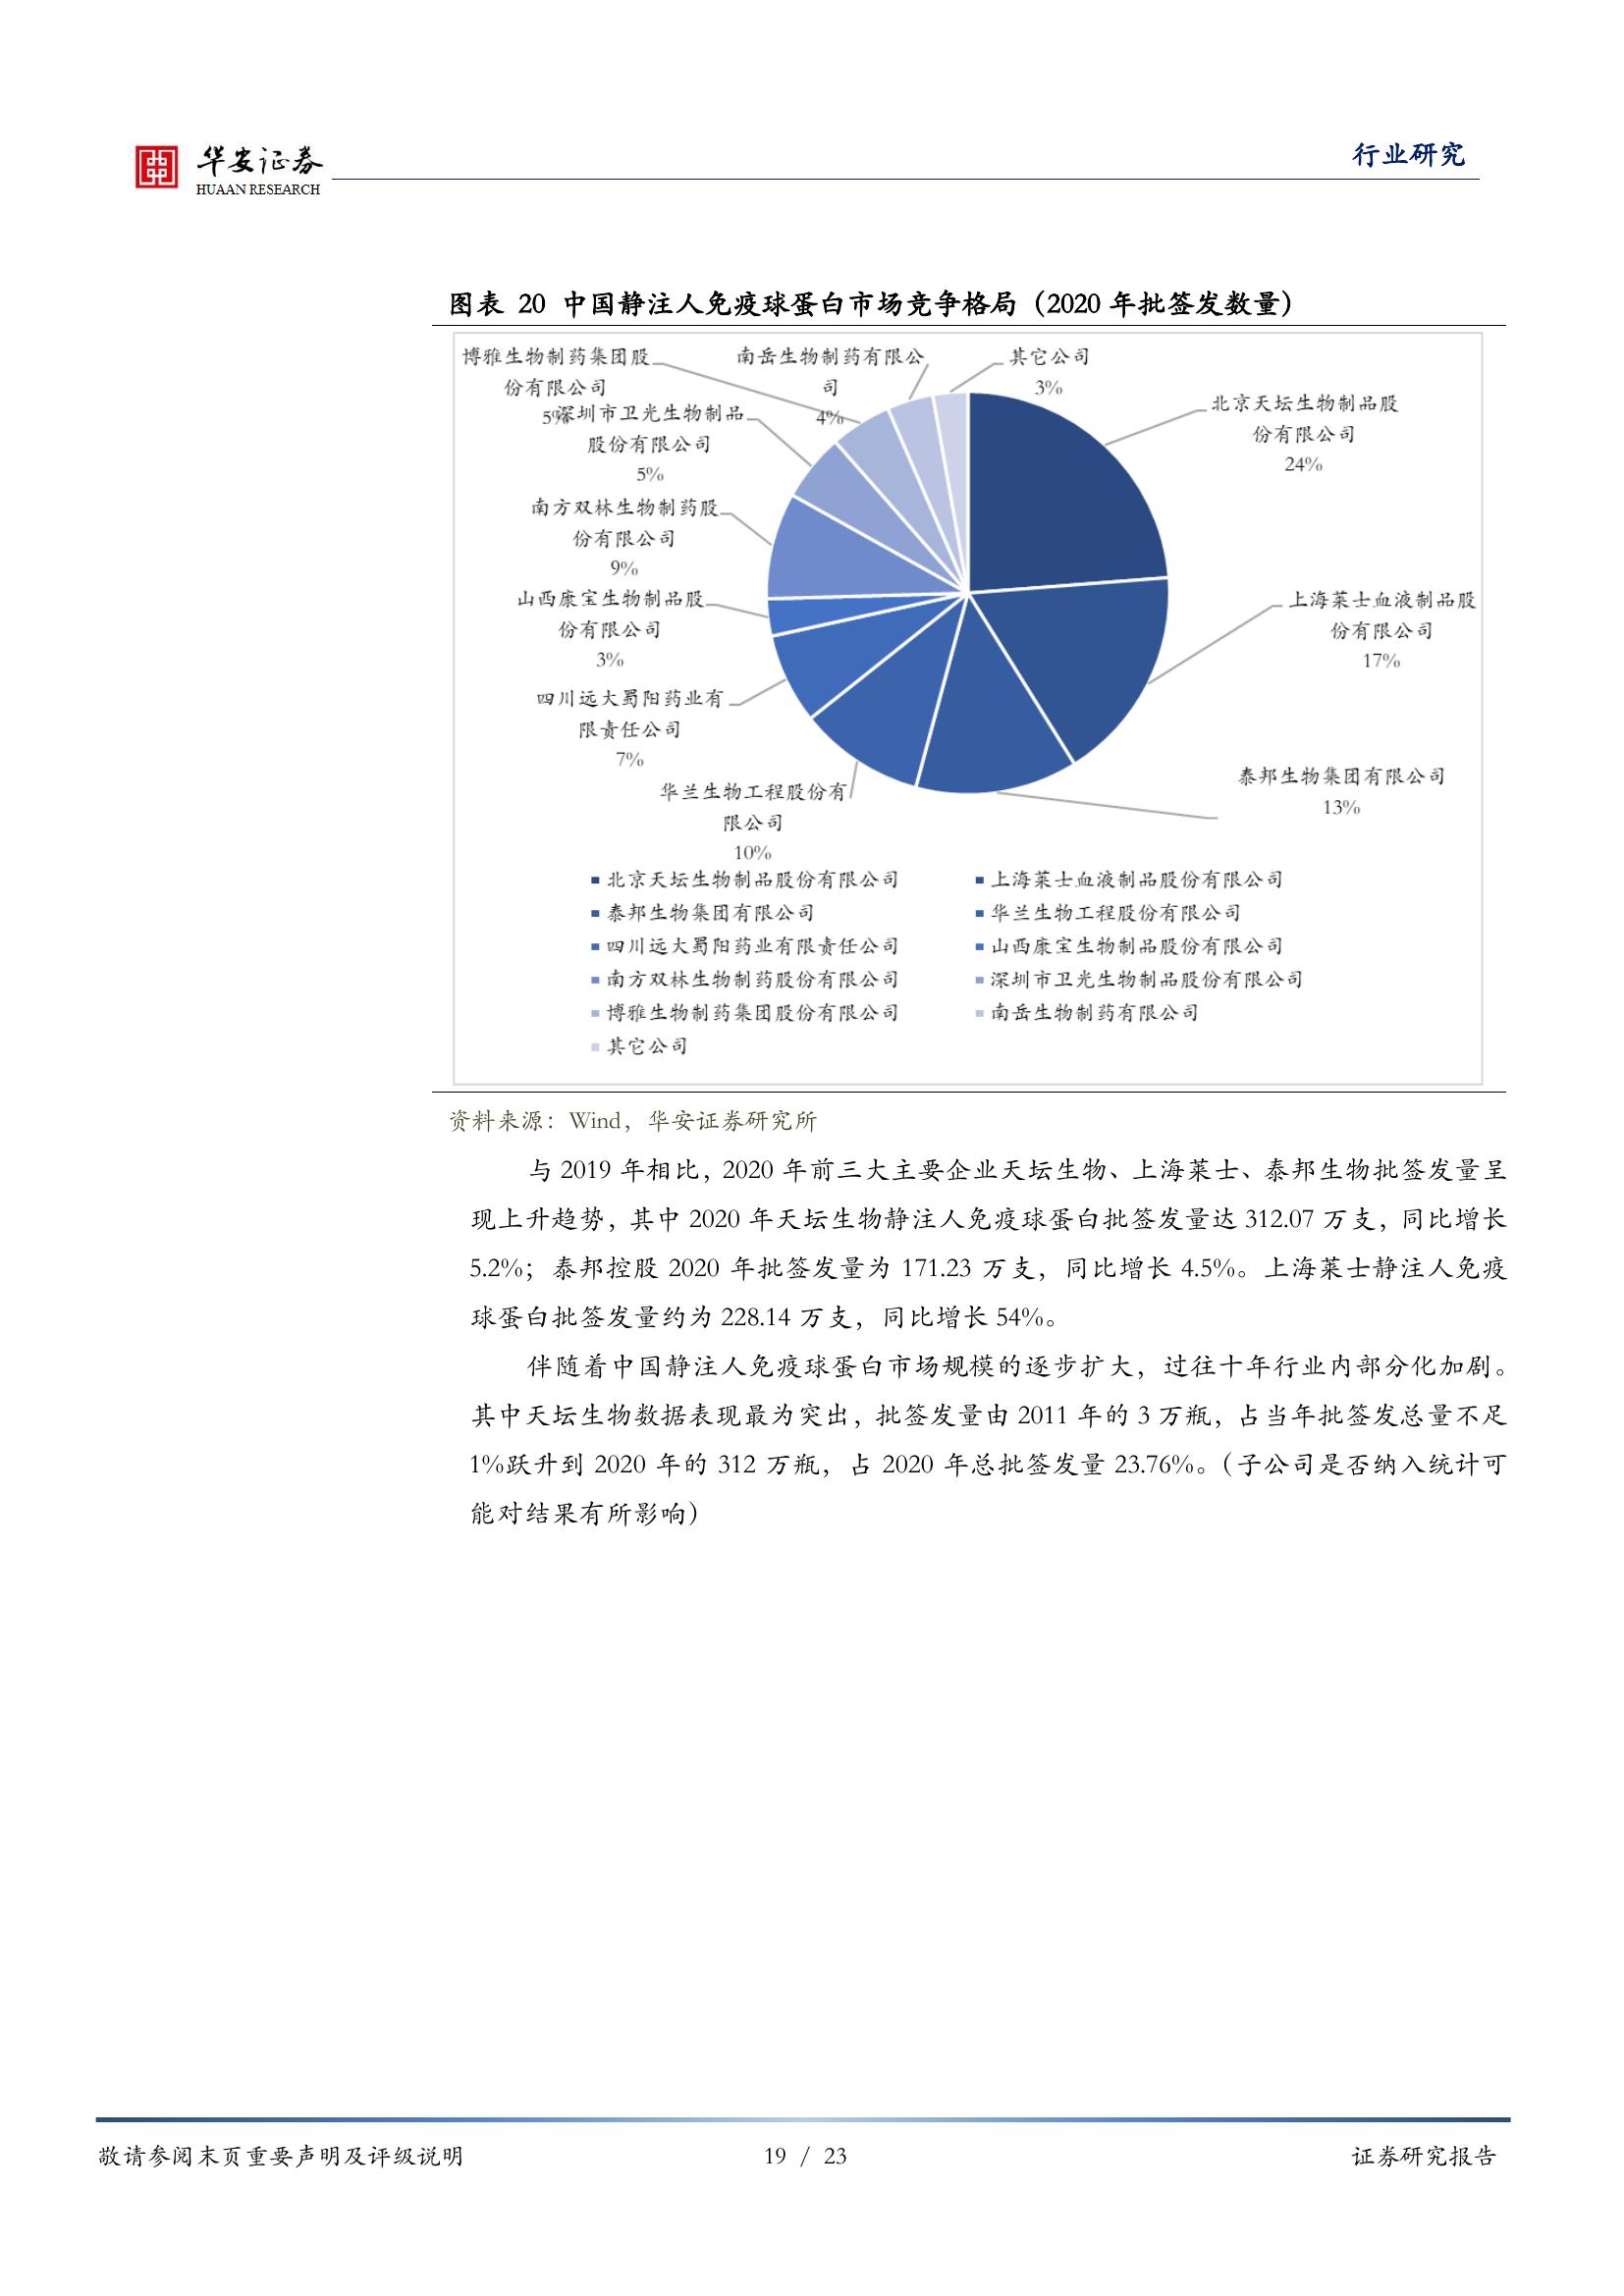 华安证券
HUAAN RESEARCH
行业研究
图表 20 中国静注人免疫球蛋白市场竞争格局（2020 年批签发数量）
博雅生物制药集团股
份有限公司
5%
南岳生物制药有限公
司
4%
其它公司
3%
北京天坛生物制品股
份有限公司
24%
深圳市卫光生物制品
股份有限公司
5%
南方双林生物制药股
份有限公司
9%
山西康宝生物制品股
份有限公司
3%
上海莱士血液制品股
份有限公司
17%
四川远大蜀阳药业有
限责任公司
7%
泰邦生物集团有限公司
13%
华兰生物工程股份有
限公司
10%
北京天坛生物制品股份有限公司
上海莱士血液制品股份有限公司
泰邦生物集团有限公司
华兰生物工程股份有限公司
四川远大蜀阳药业有限责任公司
山西康宝生物制品股份有限公司
南方双林生物制药股份有限公司
深圳市卫光生物制品股份有限公司
博雅生物制药集团股份有限公司
南岳生物制药有限公司
其它公司
资料来源：Wind，华安证券研究所
与 2019 年相比，2020 年前三大主要企业天坛生物、上海莱士、泰邦生物批签发量呈
现上升趋势，其中 2020 年天坛生物静注人免疫球蛋白批签发量达 312.07 万支，同比增长
5.2%；泰邦控股 2020 年批签发量为 171.23 万支，同比增长 4.5%。上海莱士静注人免疫
球蛋白批签发量约为 228.14 万支，同比增长 54%。
伴随着中国静注人免疫球蛋白市场规模的逐步扩大，过往十年行业内部分化加剧。
其中天坛生物数据表现最为突出，批签发量由 2011 年的 3 万瓶，占当年批签发总量不足
1%跃升到 2020 年的 312 万瓶，占 2020 年总批签发量 23.76%。（子公司是否纳入统计可
能对结果有所影响）
敬请参阅末页重要声明及评级说明
19 / 23
证券研究报告